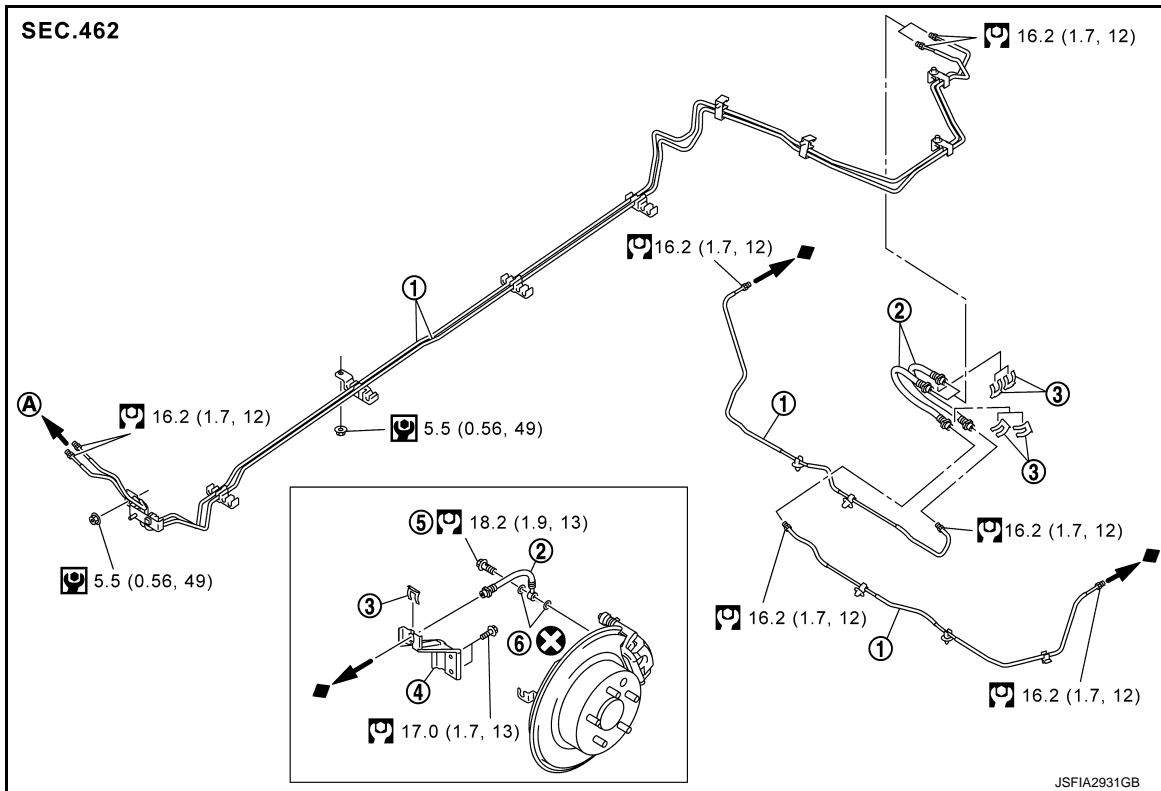 SEC.462
16.2 (1.7, 12)
16.2 (1.7, 12)
1
2
3
A
16.2 (1.7, 12)
5.5 (0.56, 49)
1
3
5 18.2 (1.9, 13)
2
16.2 (1.7, 12)
5.5 (0.56, 49)
3
6
16.2 (1.7, 12)
1
4
16.2 (1.7, 12)
17.0 (1.7, 13)
JSFIA2931GB